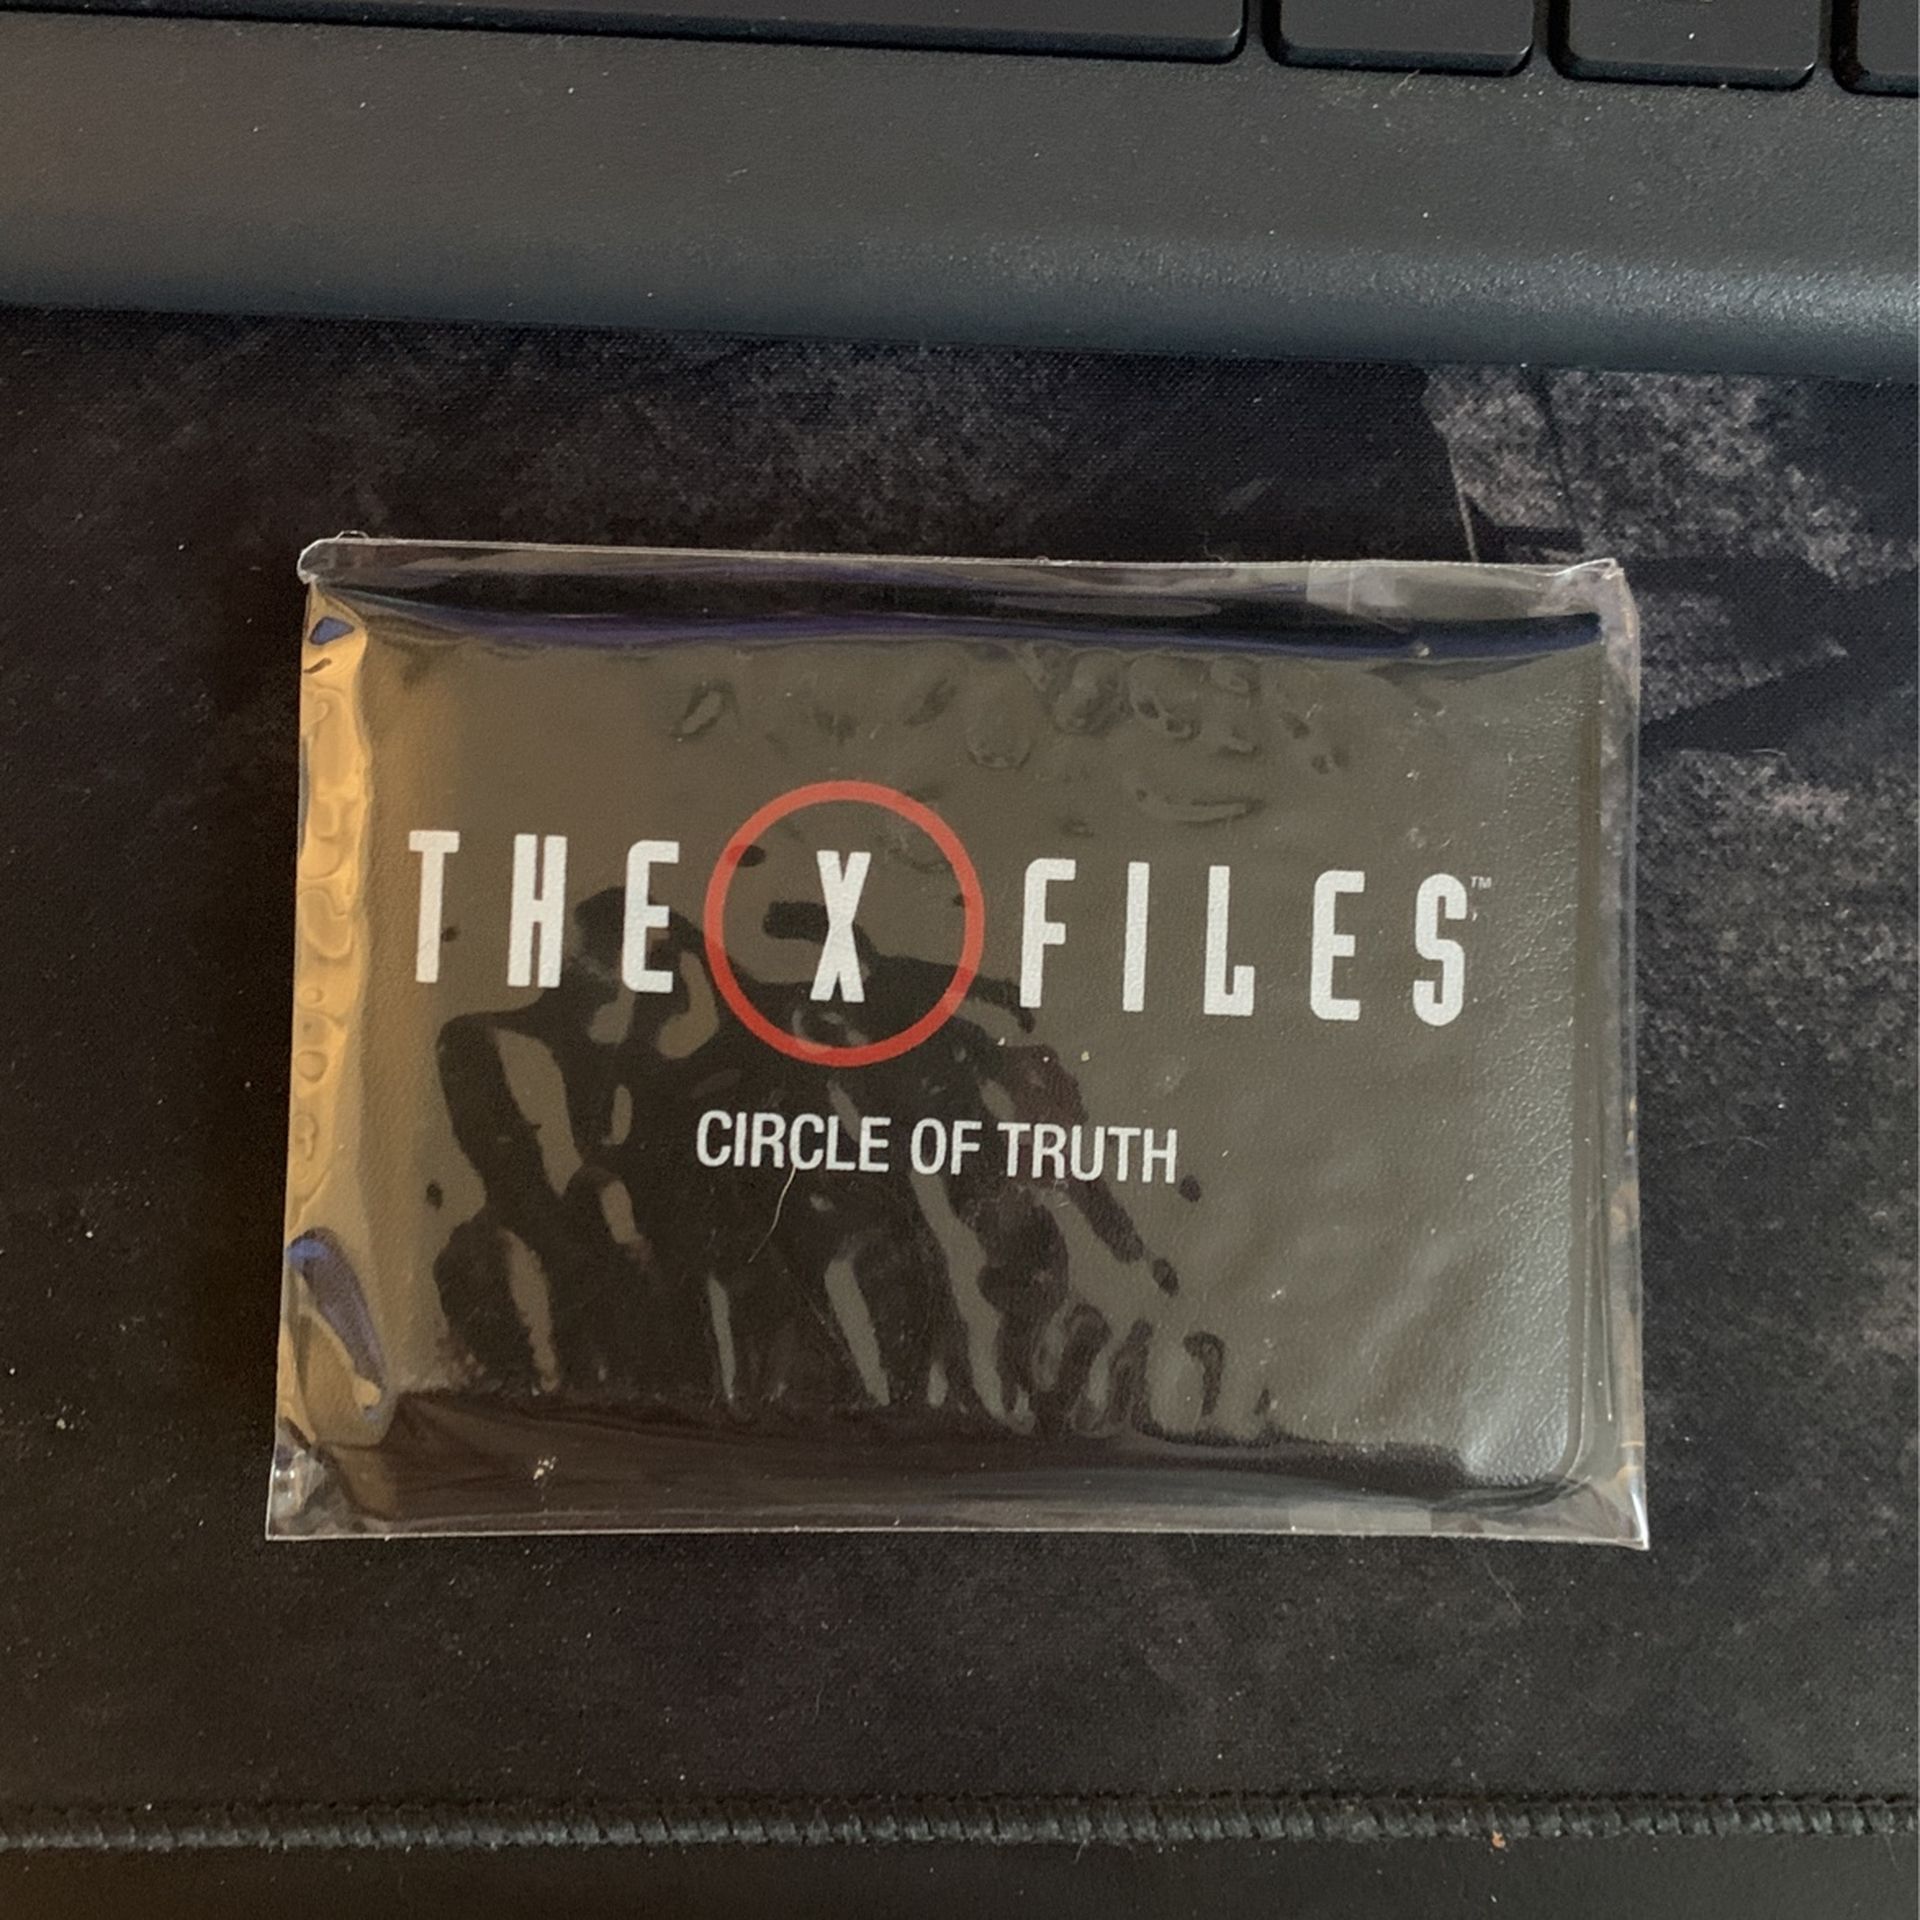 THE X FILES™
CIRCLE OF TRUTH